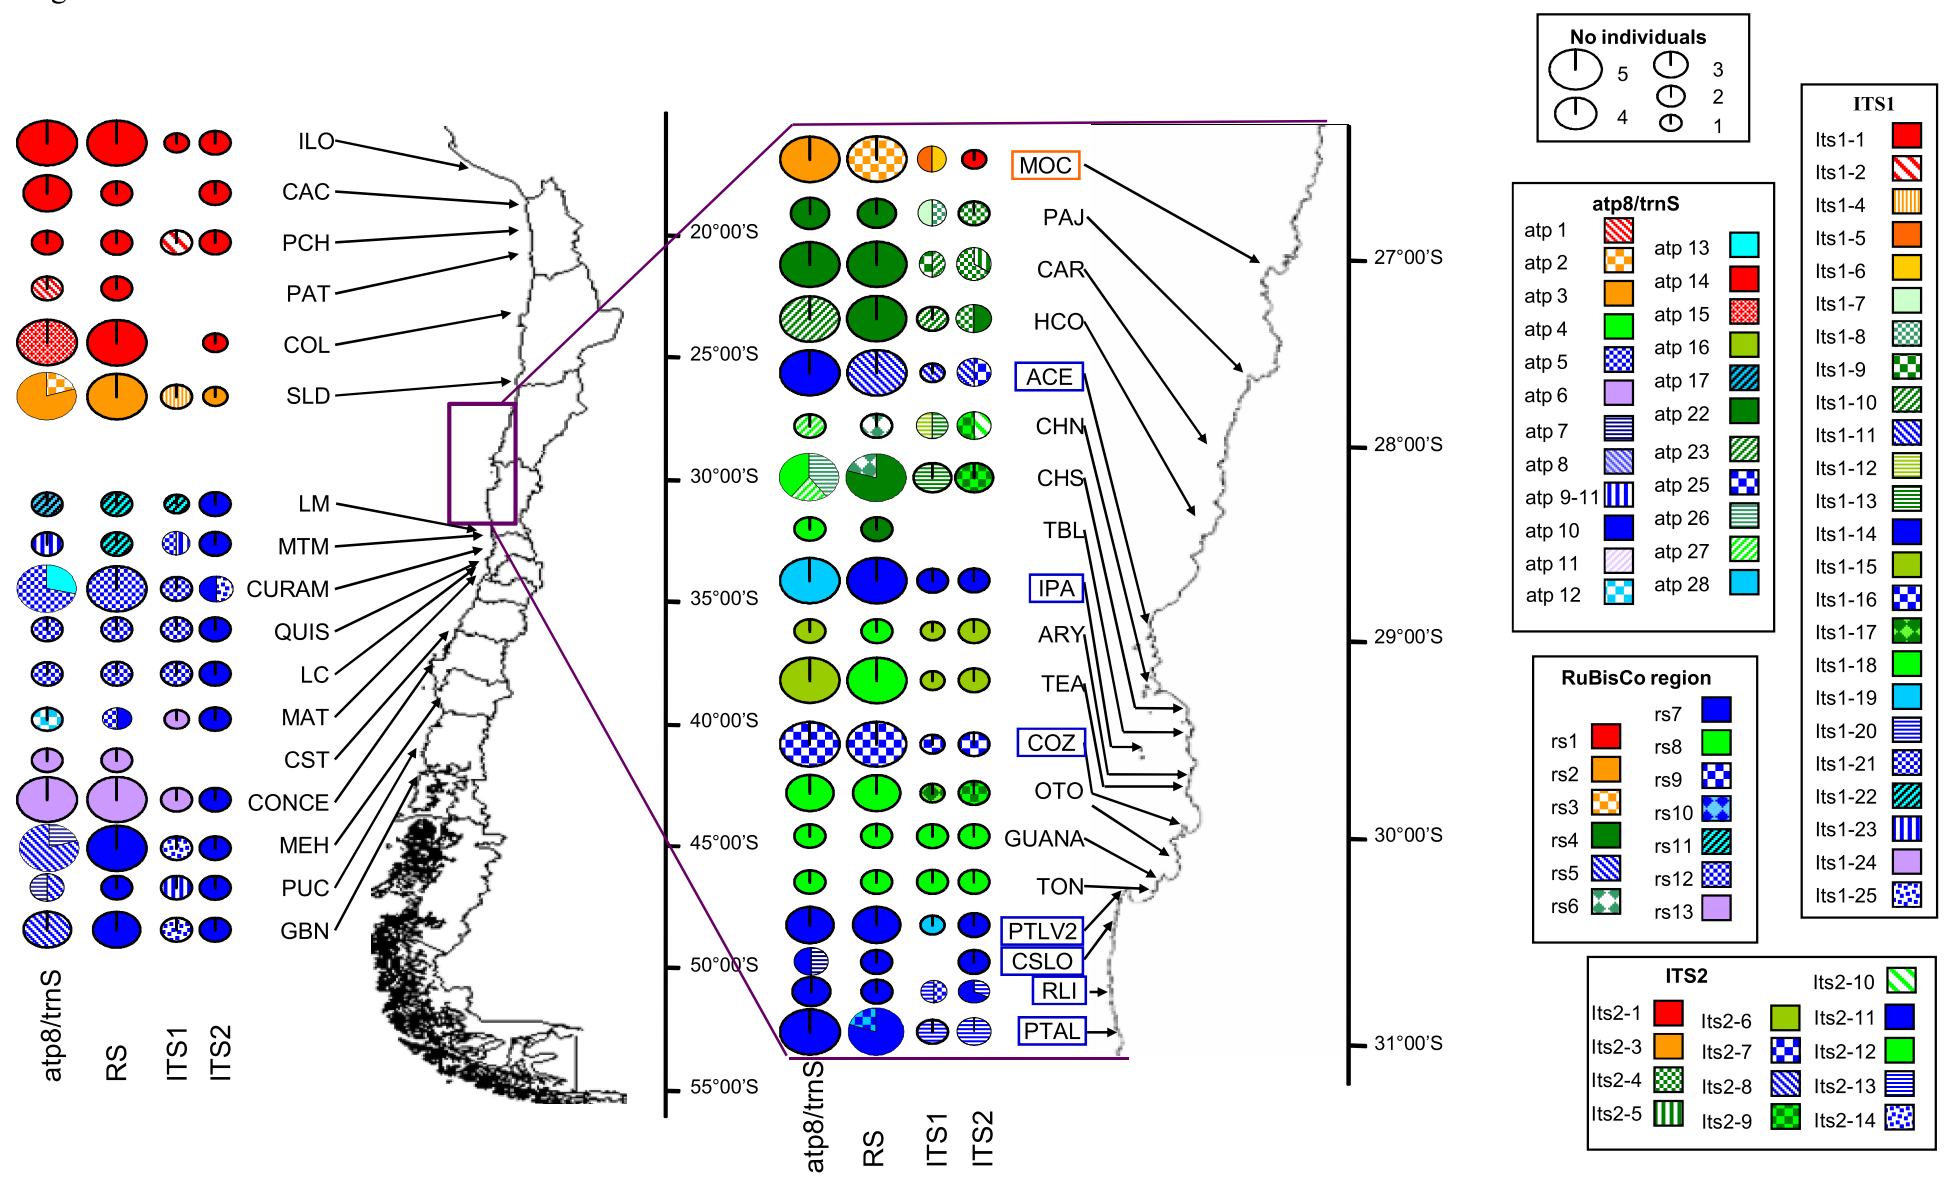 No individuals
5
3
4
2
1
ILO
CAC
PCH
PAT
COL
SLD
LM
MTM
CURAM
QUIS
LC
MAT
CST
CONCE
MEH
PUC
GBN
atp8/trnS
RS
ITS1
ITS2
20°00'S
25°00'S
30°00'S
35°00'S
40°00'S
45°00'S
50°00'S
55°00'S
MOC
PAJ
CAR
HCO
ACE
CHN
CHS
TBL
IPA
ARY
TEA
COZ
OTO
GUANA
TON
PTLV2
CSLO
RLI
PTAL
atp8/trnS
RS
ITS1
ITS2
27°00'S
28°00'S
29°00'S
30°00'S
31°00'S
atp8/trnS
atp 1
atp 2
atp 3
atp 4
atp 5
atp 6
atp 7
atp 8
atp 9-11
atp 10
atp 11
atp 12
atp 13
atp 14
atp 15
atp 16
atp 17
atp 22
atp 23
atp 25
atp 26
atp 27
atp 28
RuBisCo region
rs1
rs2
rs3
rs4
rs5
rs6
rs7
rs8
rs9
rs10
rs11
rs12
rs13
ITS1
Its1-1
Its1-2
Its1-4
Its1-5
Its1-6
Its1-7
Its1-8
Its1-9
Its1-10
Its1-11
Its1-12
Its1-13
Its1-14
Its1-15
Its1-16
Its1-17
Its1-18
Its1-19
Its1-20
Its1-21
Its1-22
Its1-23
Its1-24
Its1-25
ITS2
Its2-1
Its2-3
Its2-4
Its2-5
Its2-6
Its2-7
Its2-8
Its2-9
Its2-10
Its2-11
Its2-12
Its2-13
Its2-14